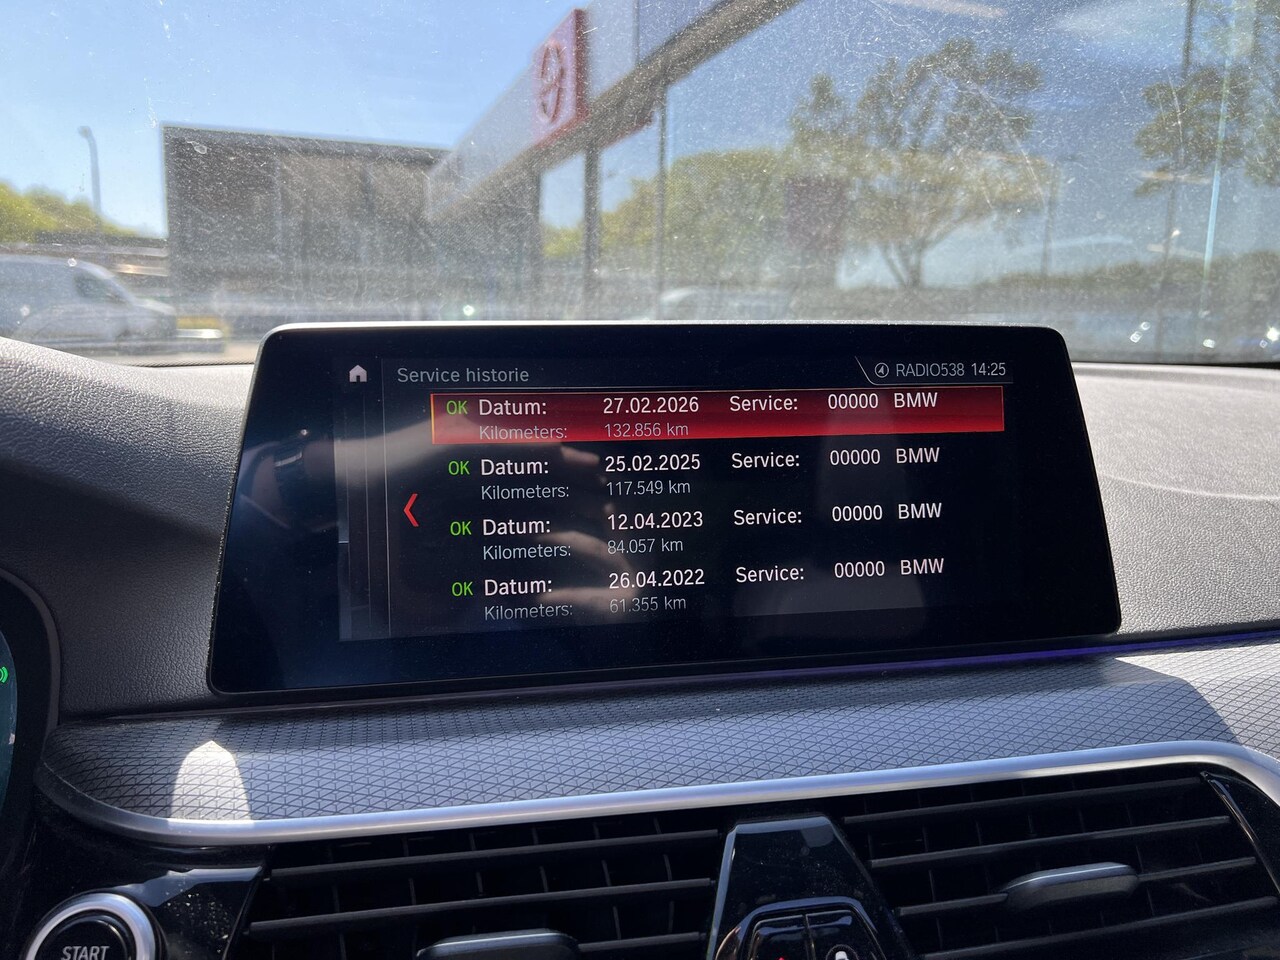 Service historie
RADIO538 14:25
OK Datum: 27.02.2026 Service: 00000 BMW
Kilometers: 132.856 km
OK Datum: 25.02.2025 Service: 00000 BMW
Kilometers: 117.549 km
OK Datum: 12.04.2023 Service: 00000 BMW
Kilometers: 84.057 km
OK Datum: 26.04.2022 Service: 00000 BMW
Kilometers: 61.355 km
START